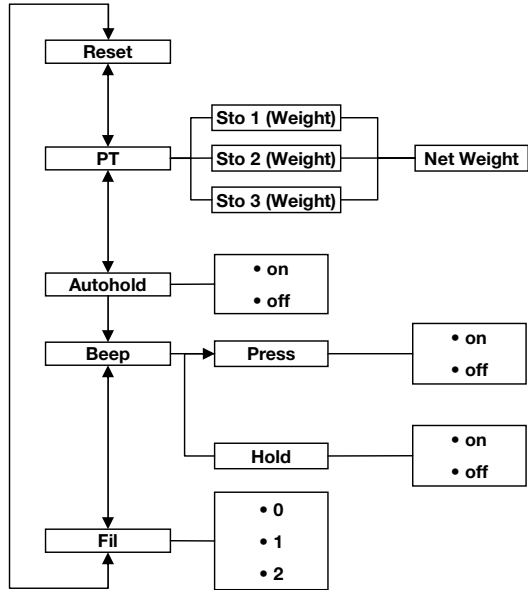 Reset
Sto 1 (Weight)
PT
Sto 2 (Weight)
Net Weight
Sto 3 (Weight)
Autohold
• on
• off
Beep
Press
• on
• off
Hold
• on
• off
Fil
• 0
• 1
• 2